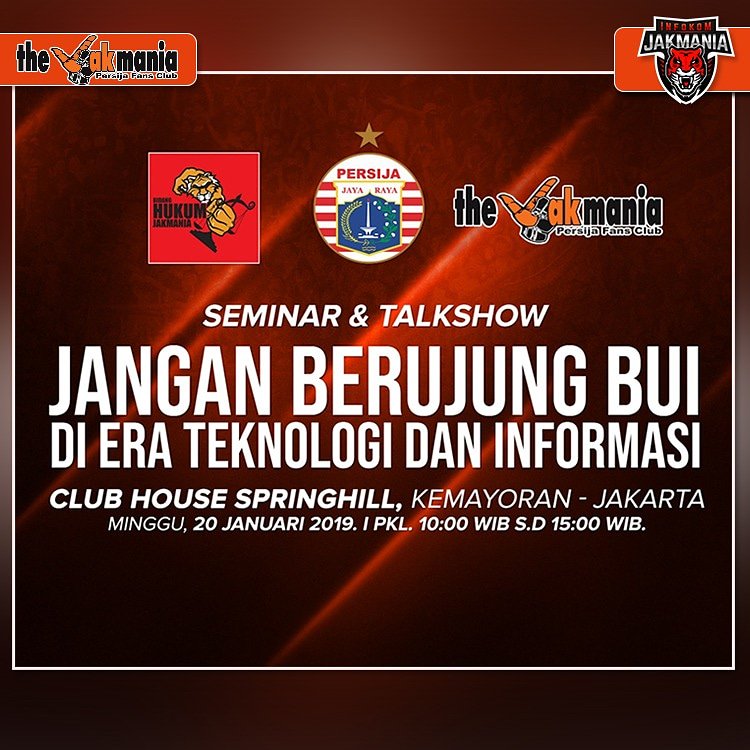 the Jakmania
Persija Fans Club
INFOKOM
JAKMANIA
BIDANG
HUKUM
JAKMANIA
PERSIJA
JAYA RAYA
the Jakmania
Persija Fans Club
SEMINAR & TALKSHOW
JANGAN BERUJUNG BUI
DI ERA TEKNOLOGI DAN INFORMASI
CLUB HOUSE SPRINGHILL, KEMAYORAN - JAKARTA
MINGGU, 20 JANUARI 2019. I PKL. 10:00 WIB S.D 15:00 WIB.